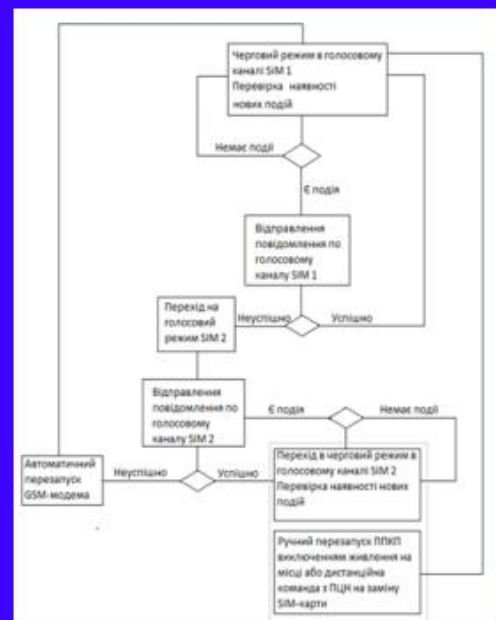 Черговий режим в голосовому
каналі SIM 1
Перевірка наявності
нових подій
Немає події
Є подія
Відправлення
повідомлення по
голосовому
каналу SIM 1
Перехід на
голосовий
режим SIM 2
Неуспішно
Успішно
Відправлення
повідомлення по
голосовому
каналу SIM 2
Є подія
Немає події
Автоматичний
перезапуск
GSM-модема
Неуспішно
Успішно
Перехід в черговий режим в
голосовому каналі SIM 2
Перевірка наявності нових
подій
Ручний перезапуск ППКП
виключенням живлення на
місці або дистанційна
команда з ПЦН на заміну
SIM-карти